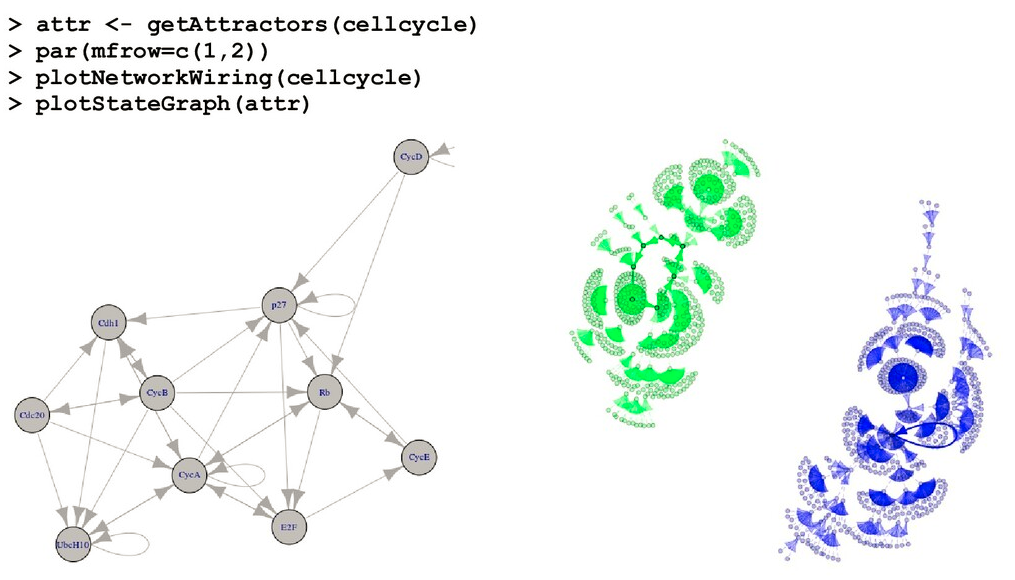 > attr <- getAttractors(cellcycle)
> par(mfrow=c(1,2))
> plotNetworkWiring(cellcycle)
> plotStateGraph(attr)
CycD
p27
Cdh1
CycB
Rb
Cdc20
CycE
CycA
E2F
UbcH10